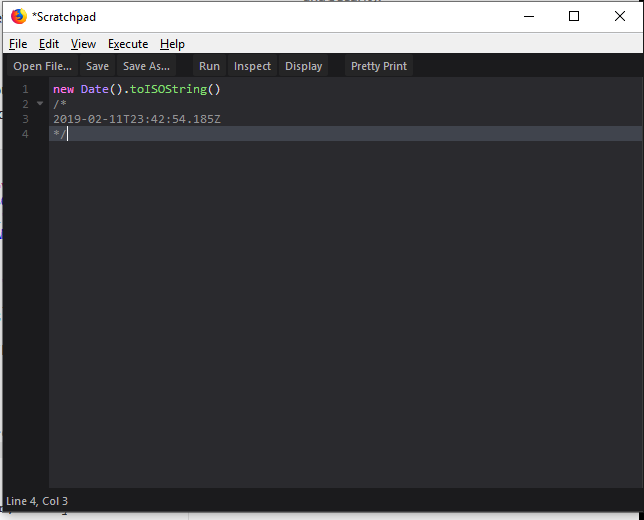 *Scratchpad
File Edit View Execute Help
Open File... Save Save As... Run Inspect Display Pretty Print
1 new Date().toISOString()
2 /*
3 2019-02-11T23:42:54.185Z
4 */
Line 4, Col 3